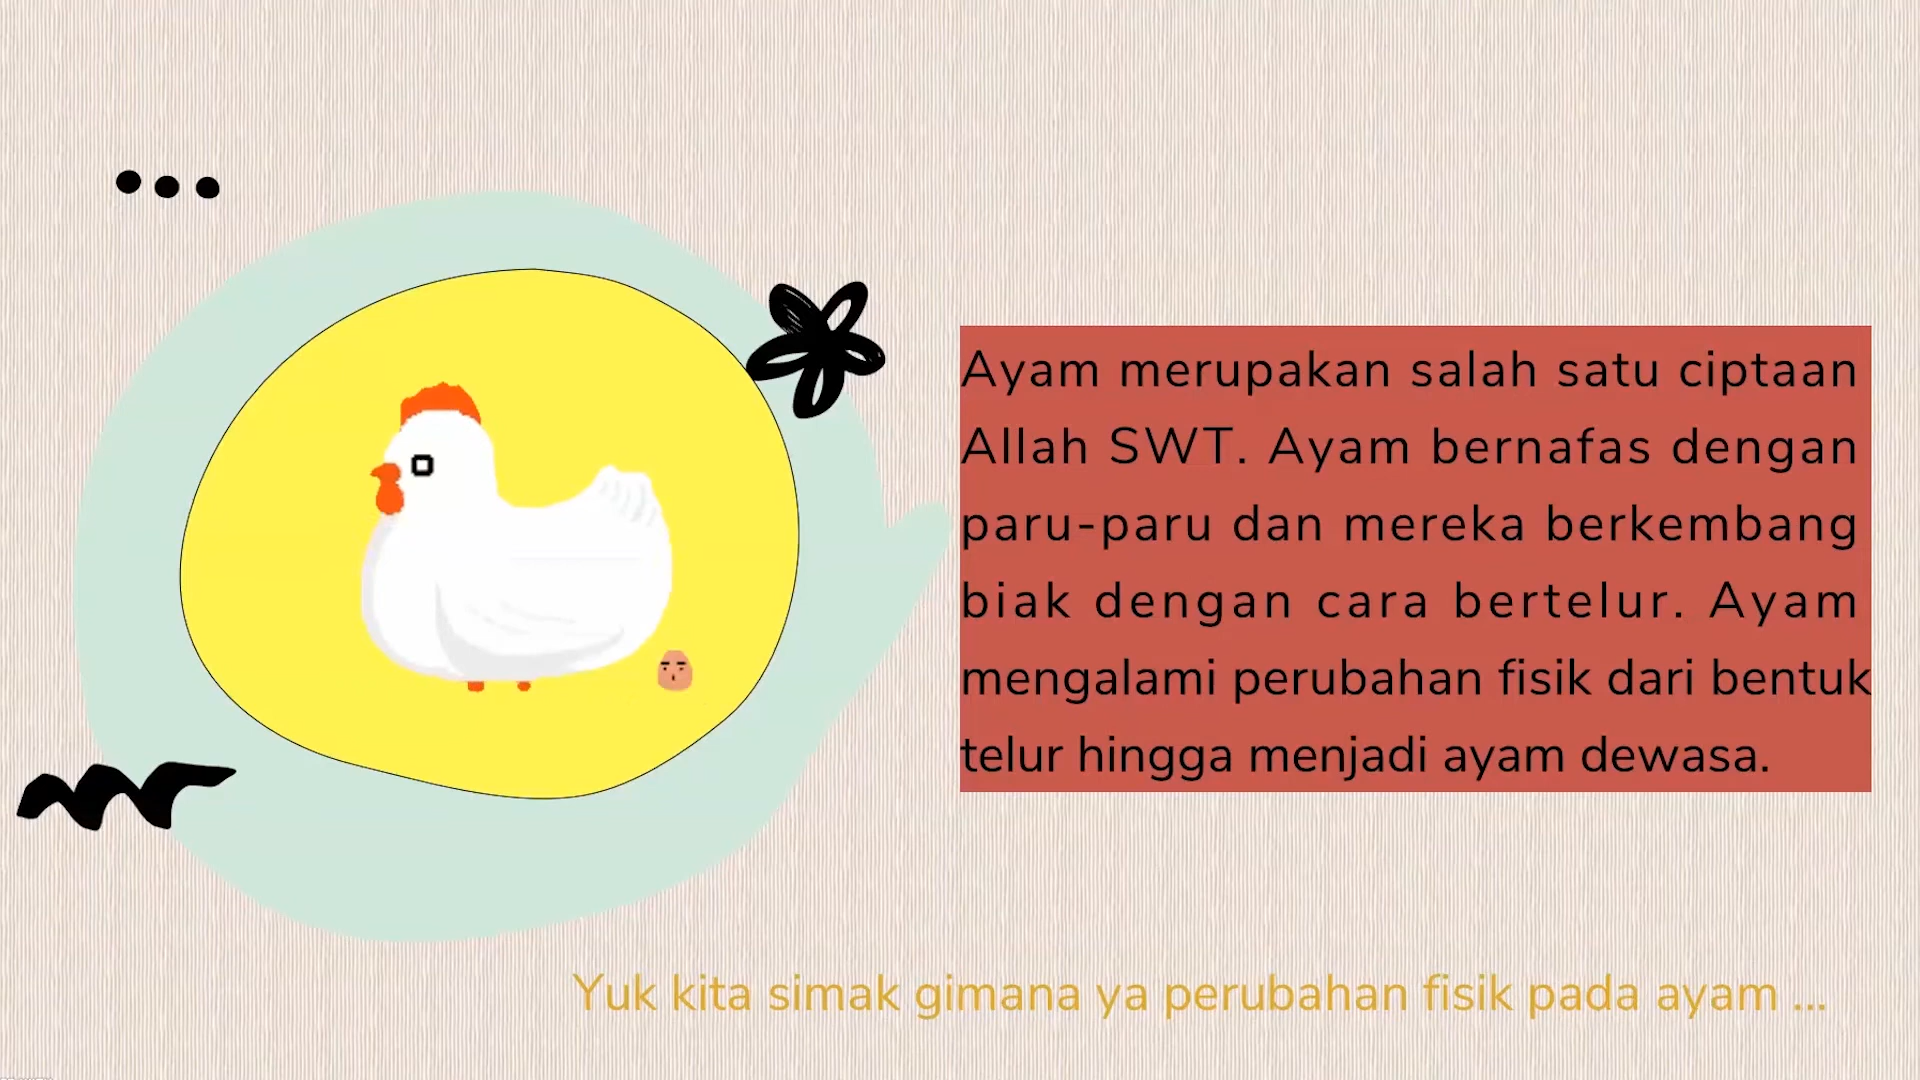 Ayam merupakan salah satu ciptaan
Allah SWT. Ayam bernafas dengan
paru-paru dan mereka berkembang
biak dengan cara bertelur. Ayam
mengalami perubahan fisik dari bentuk
telur hingga menjadi ayam dewasa.
Yuk kita simak gimana ya perubahan fisik pada ayam ...